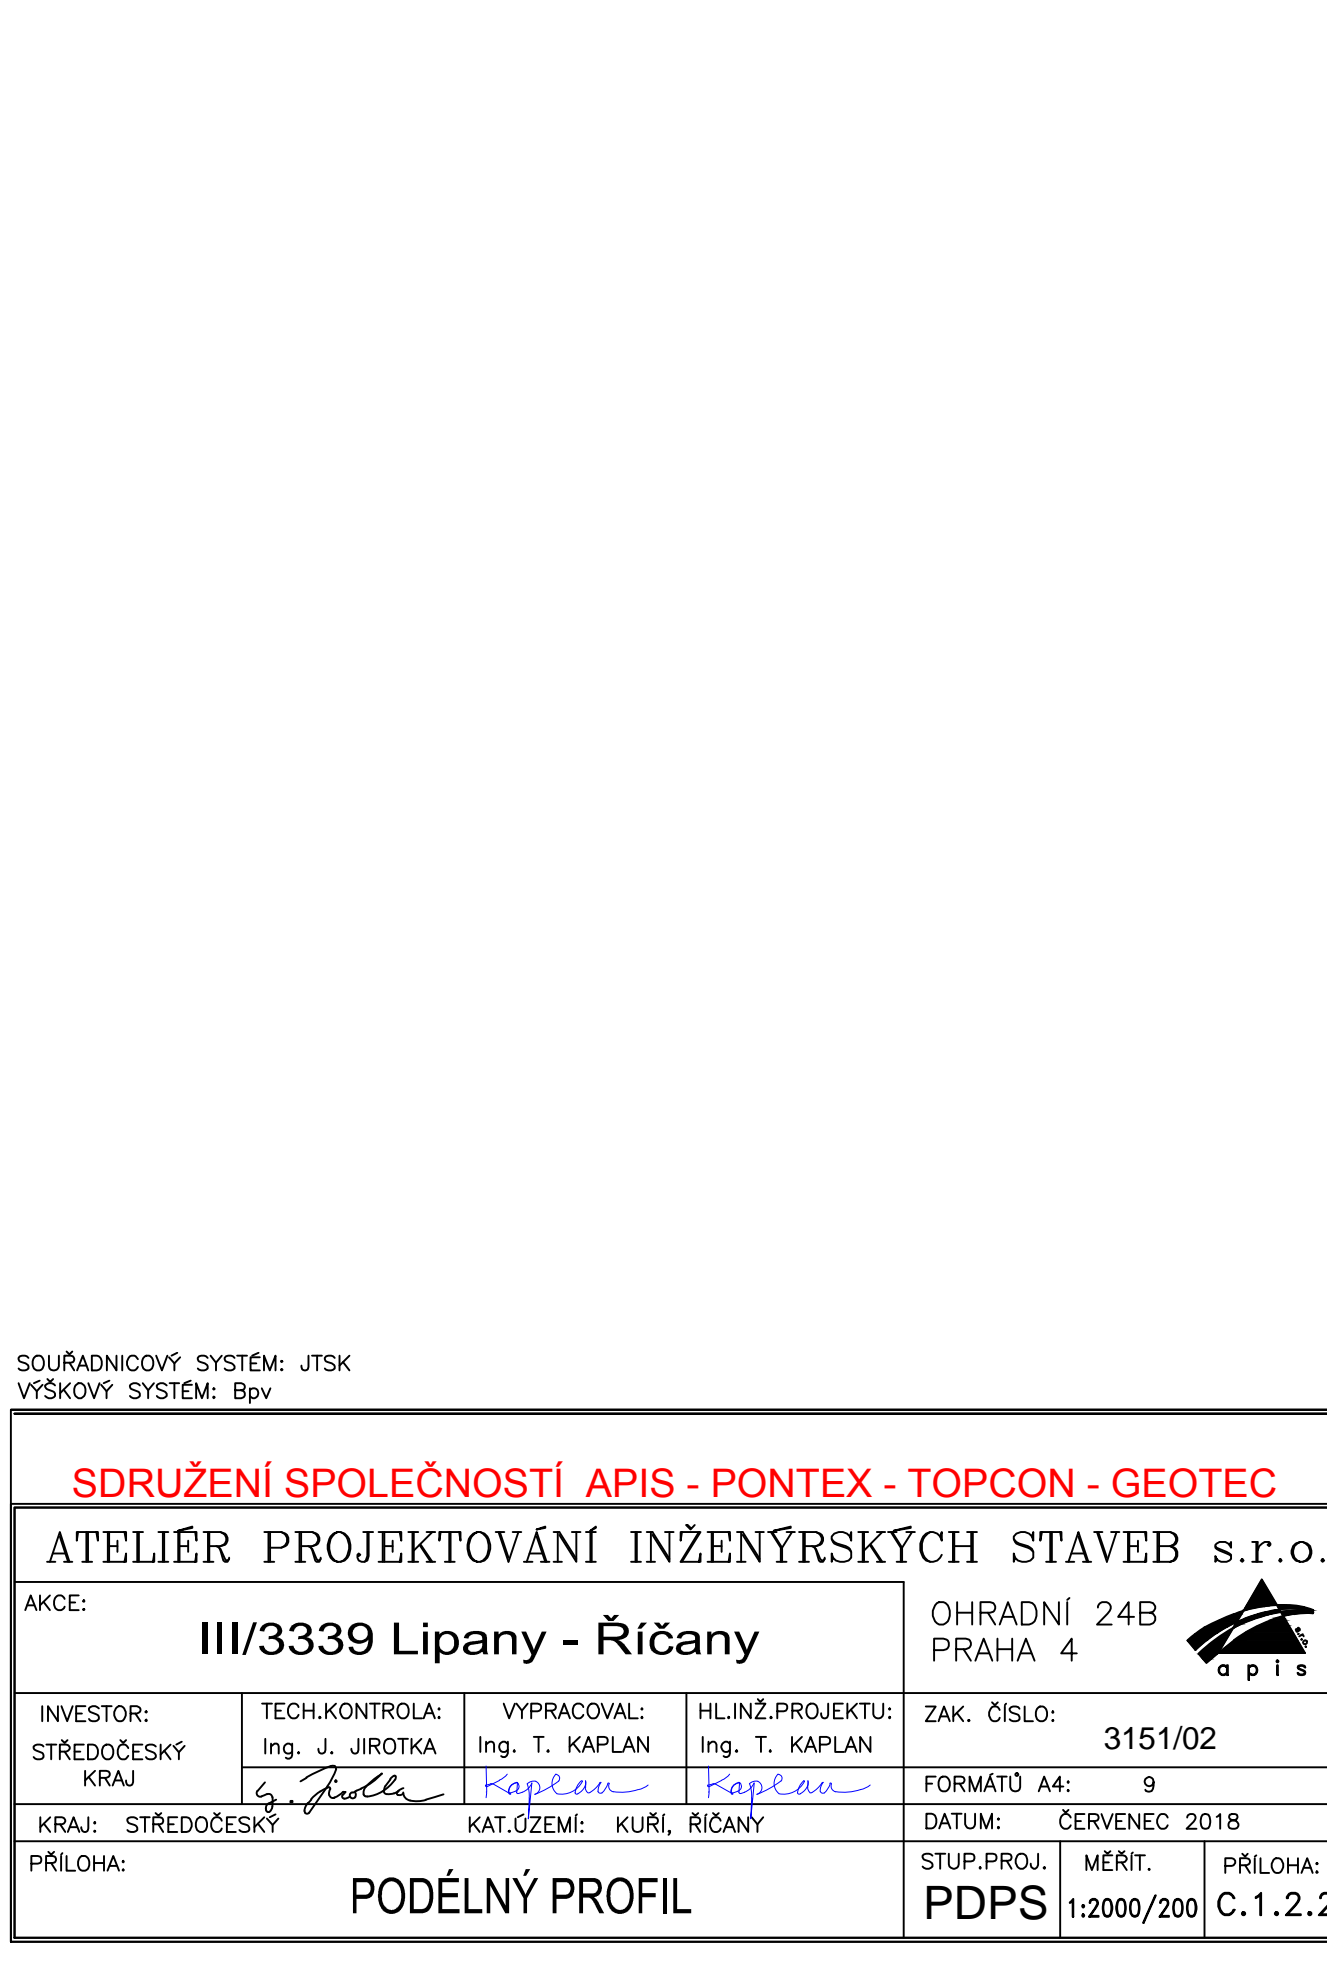 SOUŘADNICOVÝ SYSTÉM: JTSK
VÝŠKOVÝ SYSTÉM: Bpv
SDRUŽENÍ SPOLEČNOSTÍ APIS - PONTEX - TOPCON - GEOTEC
ATELIÉR PROJEKTOVÁNÍ INŽENÝRSKÝCH STAVEB s.r.o.
AKCE:
III/3339 Lipany - Říčany
OHRADNÍ 24B
PRAHA 4
s.r.o.
apis
INVESTOR:
STŘEDOČESKÝ
KRAJ
TECH.KONTROLA:
Ing. J. JIROTKA
VYPRACOVAL:
Ing. T. KAPLAN
Kaplan
HL.INŽ.PROJEKTU:
Ing. T. KAPLAN
Kaplan
ZAK. ČÍSLO:
3151/02
FORMÁTŮ A4: 9
KRAJ: STŘEDOČESKÝ
KAT.ÚZEMÍ: KUŘÍ, ŘÍČANY
DATUM: ČERVENEC 2018
PŘÍLOHA:
PODÉLNÝ PROFIL
STUP.PROJ.
PDPS
MĚŘÍT.
1:2000/200
PŘÍLOHA:
C.1.2.2